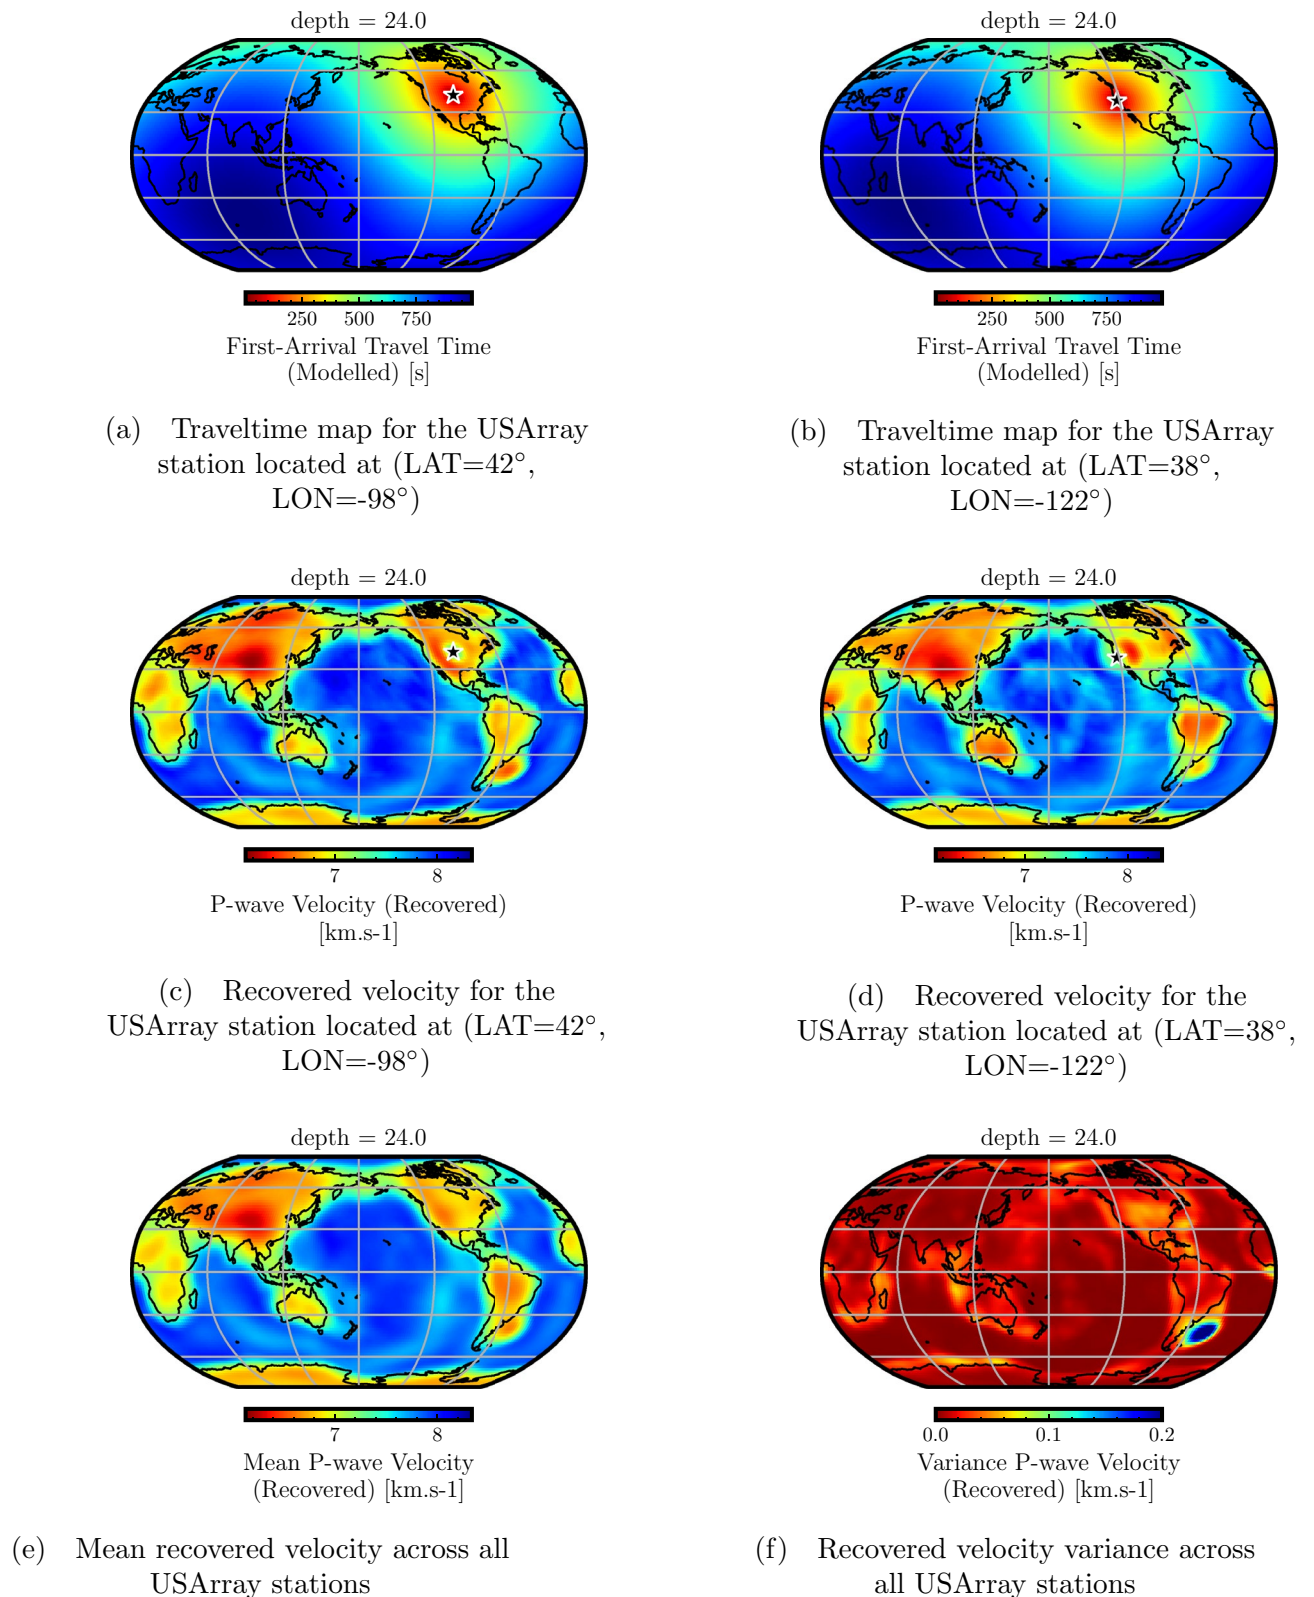 depth = 24.0
250 500 750
First-Arrival Travel Time
(Modelled) [s]
(a) Traveltime map for the USArray
station located at (LAT=42°,
LON=-98°)
depth = 24.0
250 500 750
First-Arrival Travel Time
(Modelled) [s]
(b) Traveltime map for the USArray
station located at (LAT=38°,
LON=-122°)
depth = 24.0
7 8
P-wave Velocity (Recovered)
[km.s-1]
(c) Recovered velocity for the
USArray station located at (LAT=42°,
LON=-98°)
depth = 24.0
7 8
P-wave Velocity (Recovered)
[km.s-1]
(d) Recovered velocity for the
USArray station located at (LAT=38°,
LON=-122°)
depth = 24.0
7 8
Mean P-wave Velocity
(Recovered) [km.s-1]
(e) Mean recovered velocity across all
USArray stations
depth = 24.0
0.0 0.1 0.2
Variance P-wave Velocity
(Recovered) [km.s-1]
(f) Recovered velocity variance across
all USArray stations